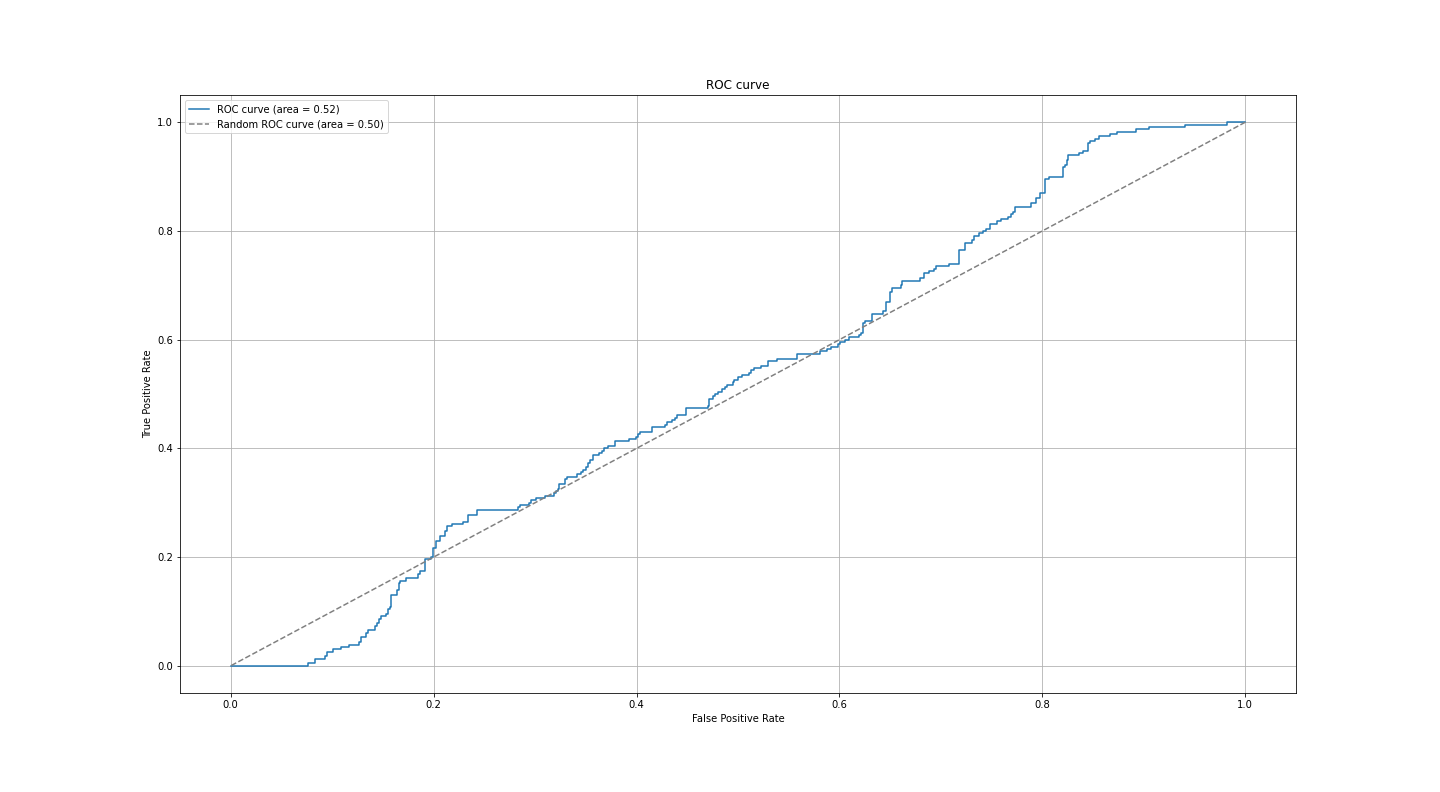 ROC curve
ROC curve (area = 0.52)
Random ROC curve (area = 0.50)
1.0
0.8
0.6
0.4
0.2
0.0
True Positive Rate
0.0 0.2 0.4 0.6 0.8 1.0
False Positive Rate